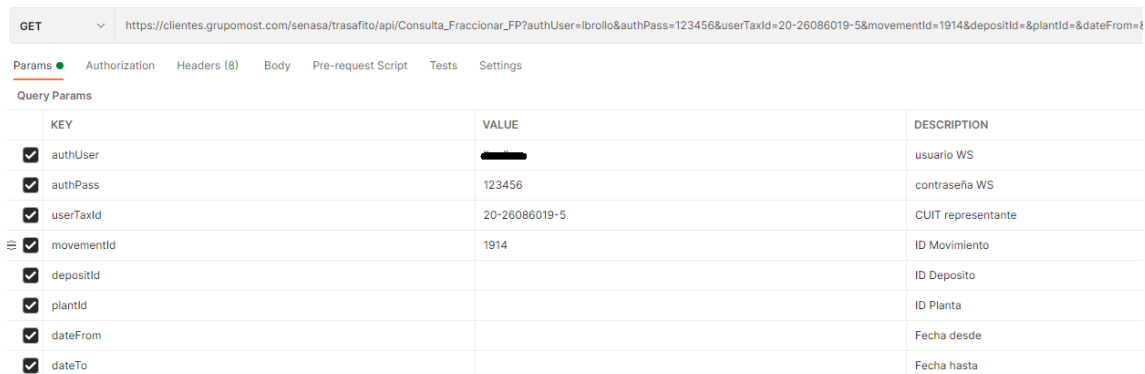 GET https://clientes.grupomost.com/senasa/trasafito/api/Consulta_Fraccionar_FP?authUser=lbrollo&authPass=123456&userTaxId=20-26086019-5&movementId=1914&depositId=&plantId=&dateFrom=&
Params Authorization Headers (8) Body Pre-request Script Tests Settings
Query Params
KEY VALUE DESCRIPTION
authUser usuario WS
authPass 123456 contraseña WS
userTaxId 20-26086019-5 CUIT representante
movementId 1914 ID Movimiento
depositId ID Deposito
plantId ID Planta
dateFrom Fecha desde
dateTo Fecha hasta